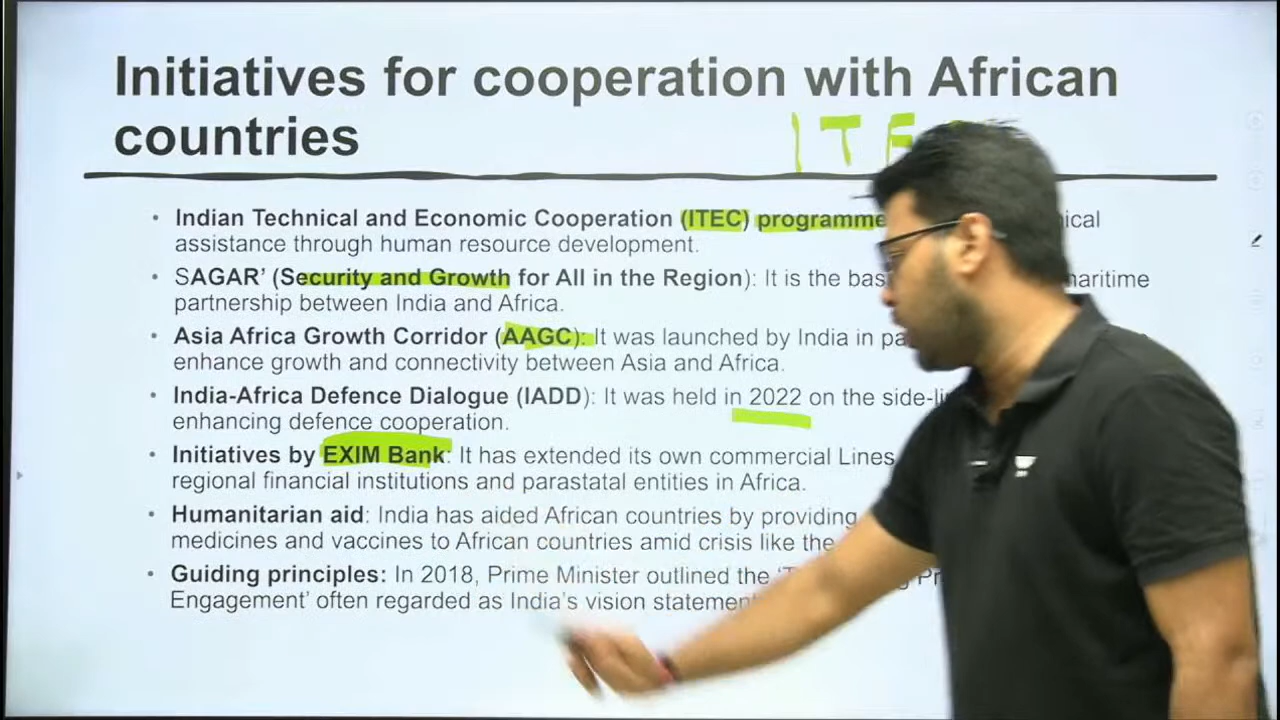 Initiatives for cooperation with African
countries
I T E
Indian Technical and Economic Cooperation (ITEC) programme
assistance through human resource development.
SAGAR' (Security and Growth for All in the Region): It is the maritime
partnership between India and Africa.
Asia Africa Growth Corridor (AAGC): It was launched by India in
enhance growth and connectivity between Asia and Africa.
India-Africa Defence Dialogue (IADD): It was held in 2022 on the
enhancing defence cooperation.
Initiatives by EXIM Bank: It has extended its own commercial Lines
regional financial institutions and parastatal entities in Africa.
Humanitarian aid: India has aided African countries by providing
medicines and vaccines to African countries amid crisis like the
Guiding principles: In 2018, Prime Minister outlined the
Engagement' often regarded as India's vision statement